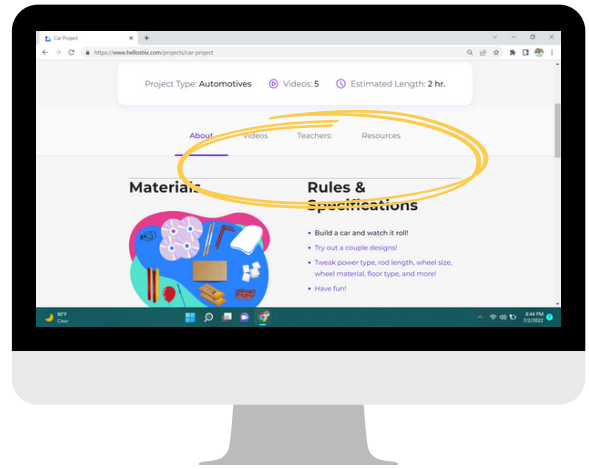 Car Project
https://www.hellostiix.com/projects/car-project
Project Type: Automotives Videos: 5 Estimated Length: 2 hr.
About Videos Teachers: Resources
Materials
Rules &
Specifications
Build a car and watch it roll!
Try out a couple designs!
Tweak power type, rod length, wheel size,
wheel material, floor type, and more!
Have fun!
90°F
Clear
8:44 PM
7/2/2022